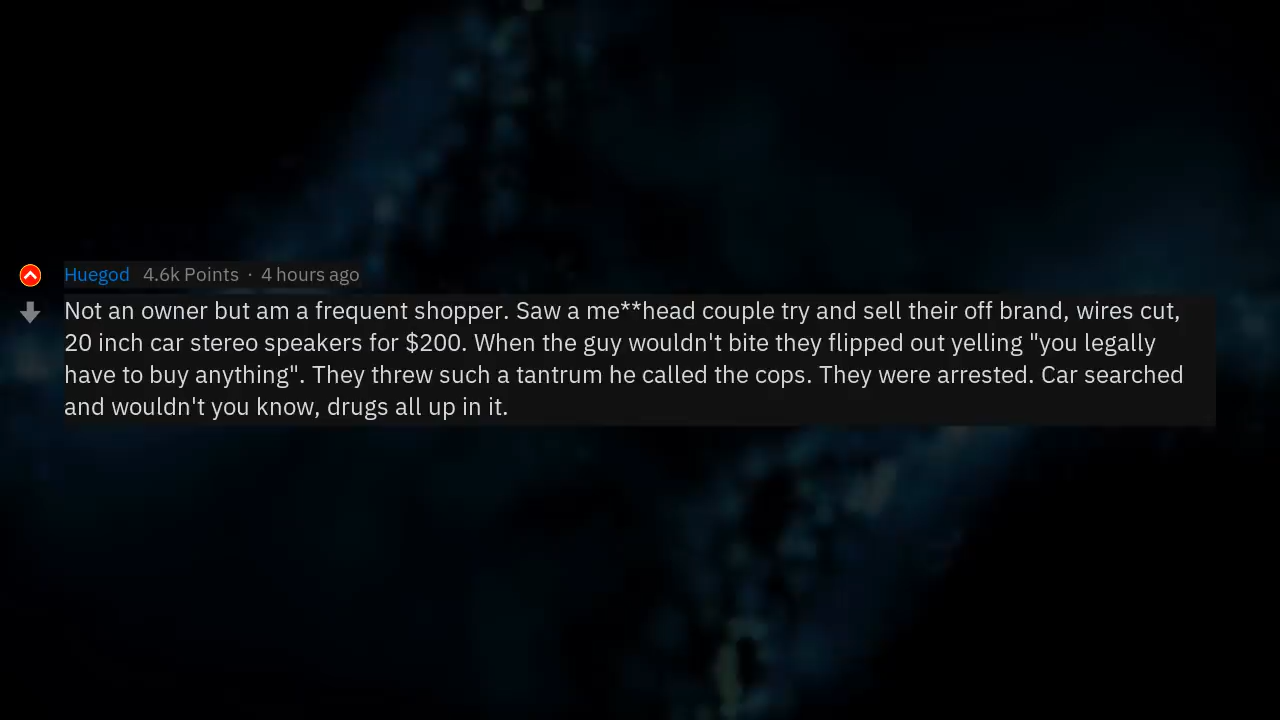 Huegod 4.6k Points · 4 hours ago
Not an owner but am a frequent shopper. Saw a me**head couple try and sell their off brand, wires cut,
20 inch car stereo speakers for $200. When the guy wouldn't bite they flipped out yelling "you legally
have to buy anything". They threw such a tantrum he called the cops. They were arrested. Car searched
and wouldn't you know, drugs all up in it.